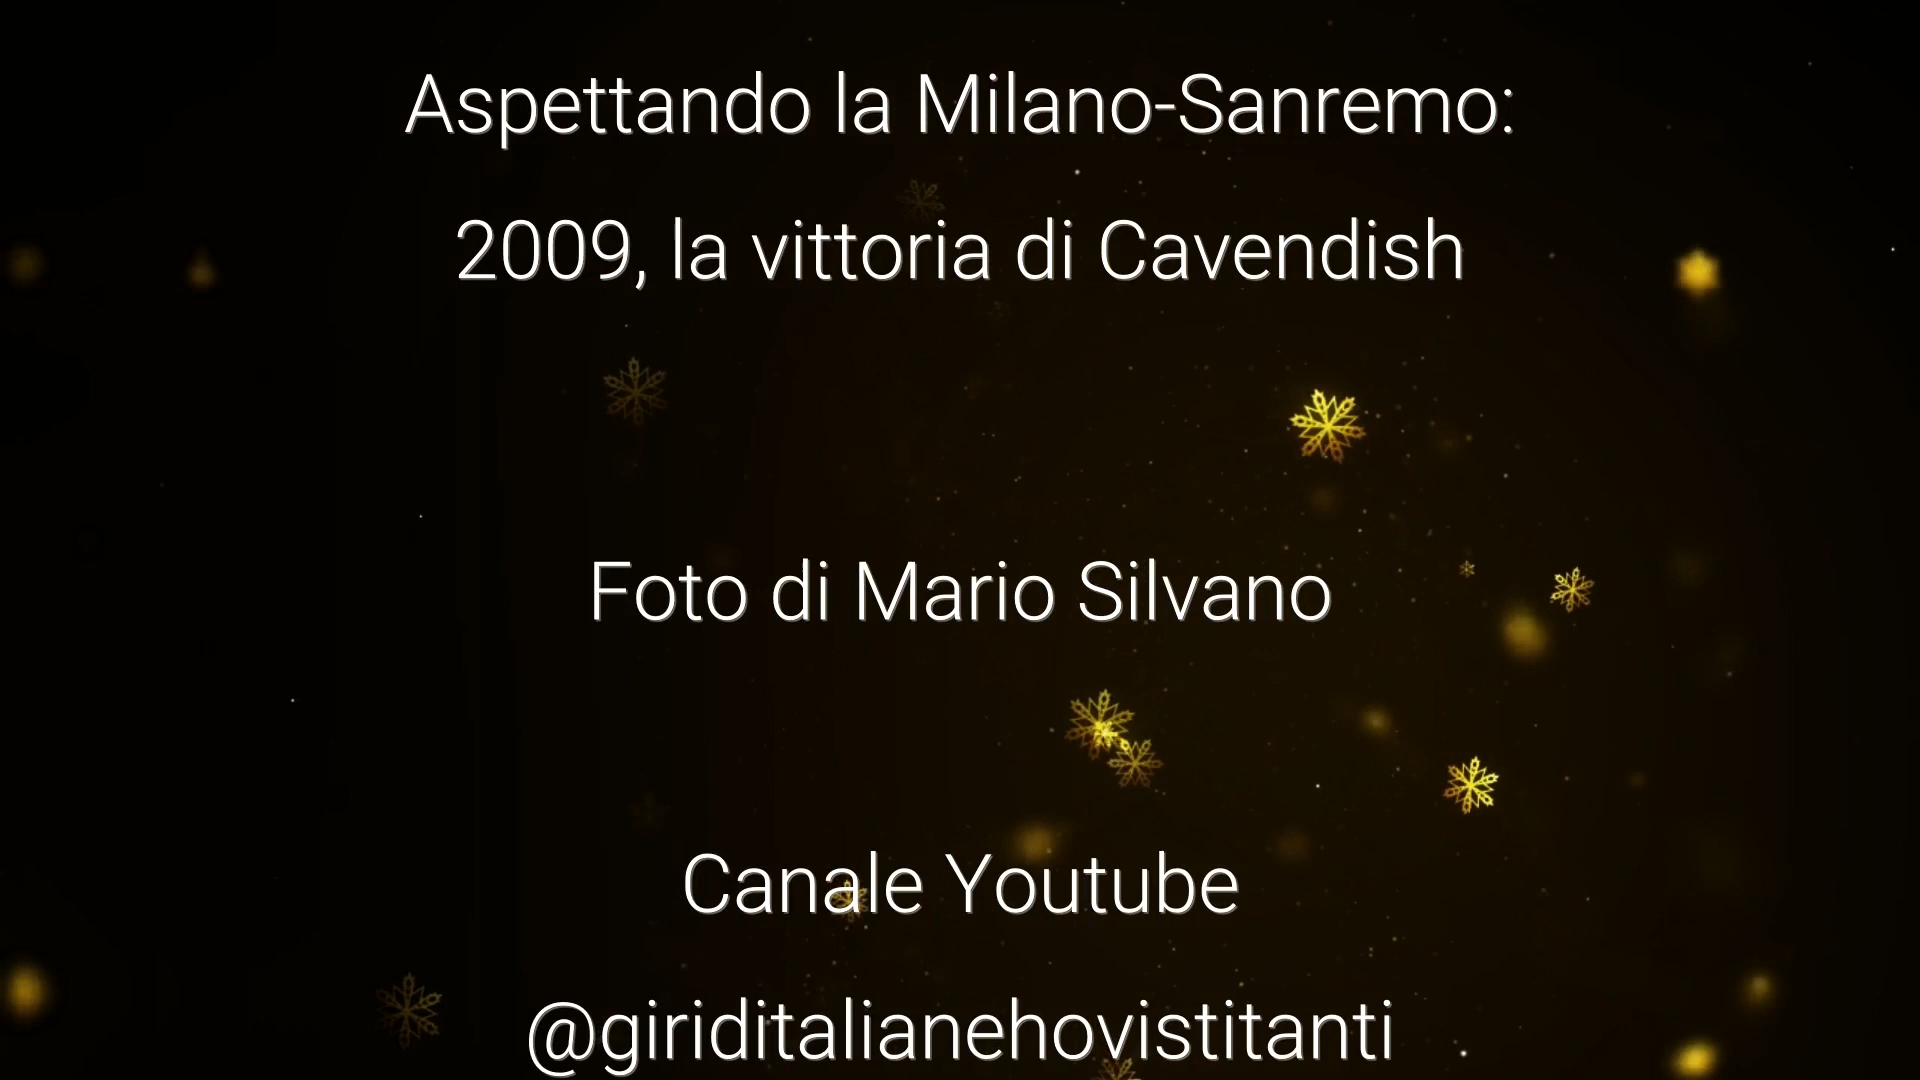 Aspettando la Milano-Sanremo:
2009, la vittoria di Cavendish
Foto di Mario Silvano
Canale Youtube
@giriditalianehovistitanti